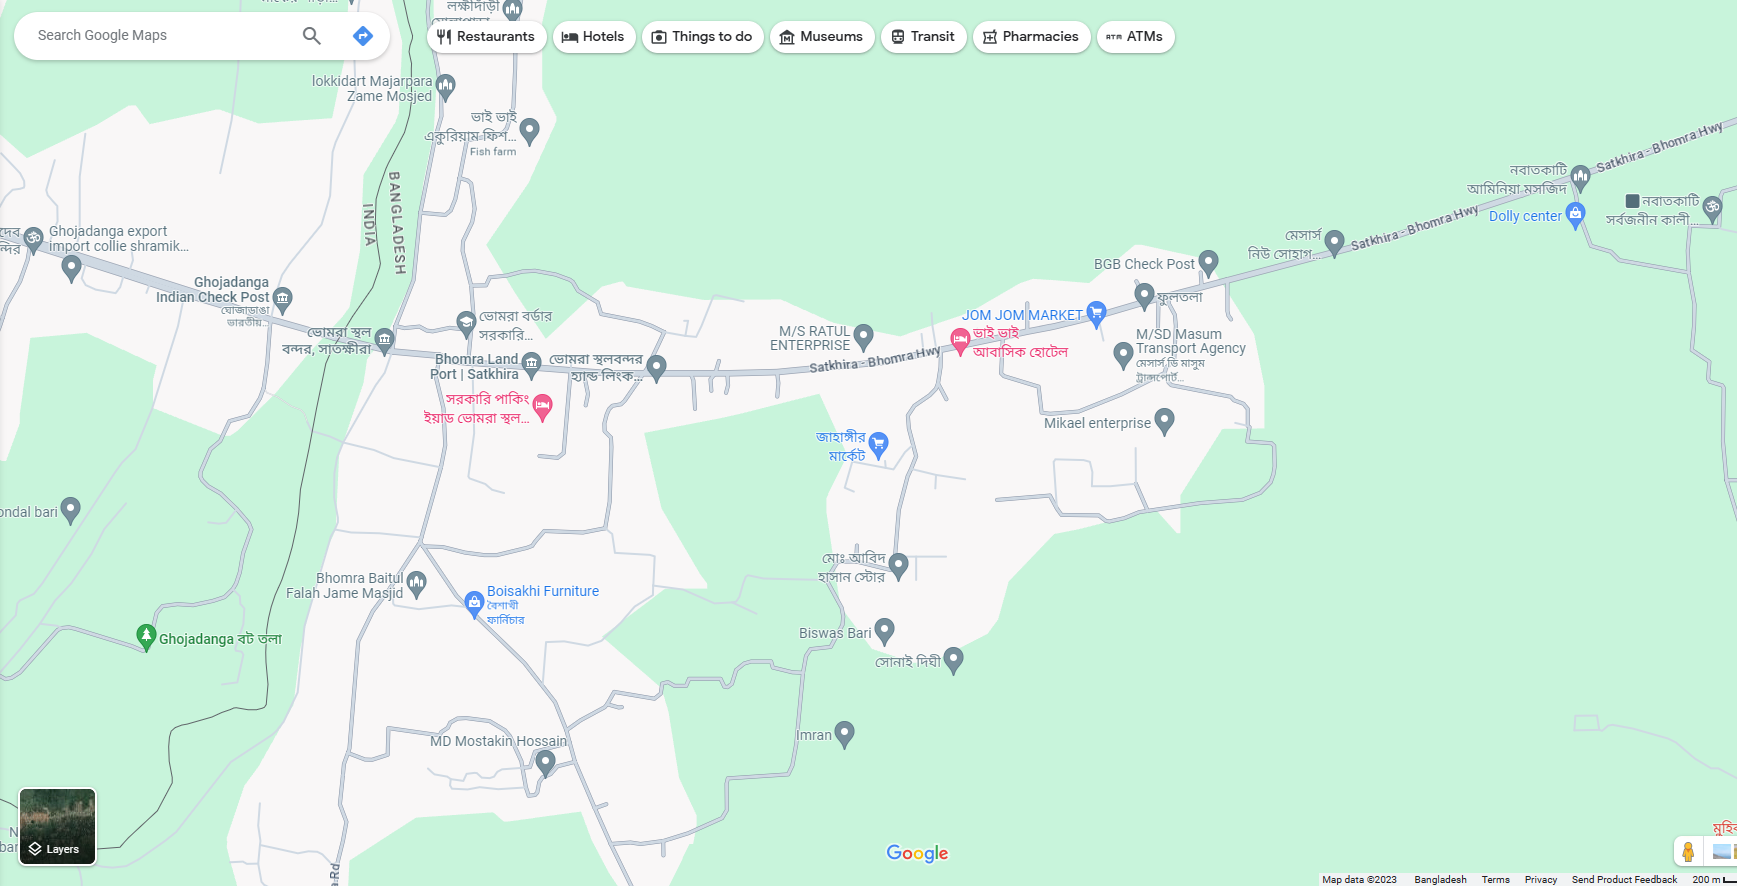 লক্ষীদাঁড়ী
Search Google Maps
Restaurants
Hotels
Things to do
Museums
Transit
Pharmacies
ATMs
lokkidart Majarpara
Zame Mosjed
ভাই ভাই
একুরিয়াম ফিশ...
Fish farm
BANGLADESH
INDIA
Satkhira - Bhomra Hwy
নবাতকাটি
আমিনিয়া মসজিদ
Dolly center
নবাতকাটি
সর্বজনীন কালী....
Satkhira - Bhomra Hwy
মেসার্স
নিউ সোহাগ...
BGB Check Post
ফুলতলা
Ghojadanga export
import collie shramik...
Ghojadanga
Indian Check Post
ঘোজাডাঙা
ভারতীয়...
ভোমরা স্থল
বন্দর, সাতক্ষীরা
ভোমরা বর্ডার
সরকারি...
Bhomra Land
Port | Satkhira
ভোমরা স্থলবন্দর
হ্যান্ড লিংক...
M/S RATUL
ENTERPRISE
Satkhira - Bhomra Hwy
JOM JOM MARKET
ভাই ভাই
আবাসিক হোটেল
M/SD Masum
Transport Agency
মেসার্স ডি মাসুম
ট্রান্সপোর্ট...
সরকারি পাকিং
ইয়াড ভোমরা স্থল...
জাহাঙ্গীর
মার্কেট
Mikael enterprise
ondal bari
মোঃ আবিদ
হাসান স্টোর
Bhomra Baitul
Falah Jame Masjid
Boisakhi Furniture
বৈশাখী
ফার্নিচার
Ghojadanga বট তলা
Biswas Bari
সোনাই দিঘী
Imran
MD Mostakin Hossain
Layers
Google
Map data ©2023
Bangladesh
Terms
Privacy
Send Product Feedback
200 m